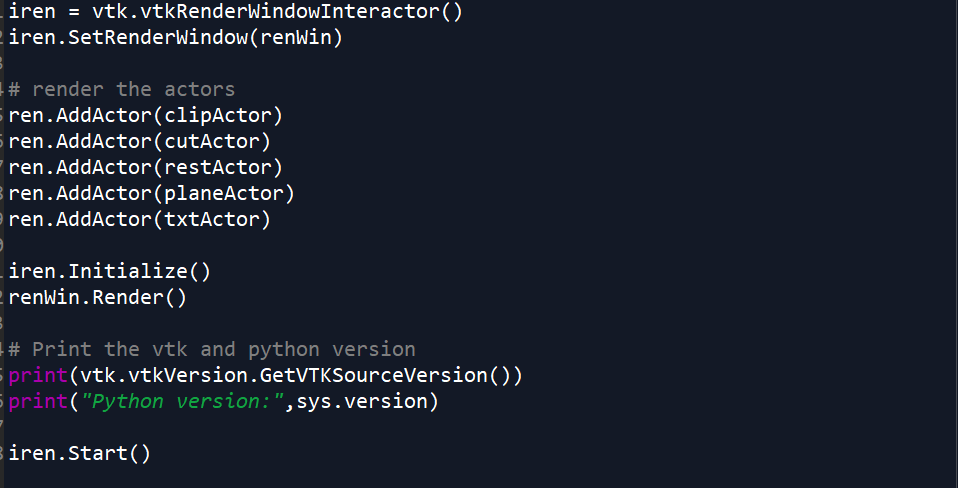 iren = vtk.vtkRenderWindowInteractor()
iren.SetRenderWindow(renWin)
# render the actors
ren.AddActor(clipActor)
ren.AddActor(cutActor)
ren.AddActor(restActor)
ren.AddActor(planeActor)
ren.AddActor(txtActor)
iren.Initialize()
renWin.Render()
# Print the vtk and python version
print(vtk.vtkVersion.GetVTKSourceVersion())
print("Python version:",sys.version)
iren.Start()